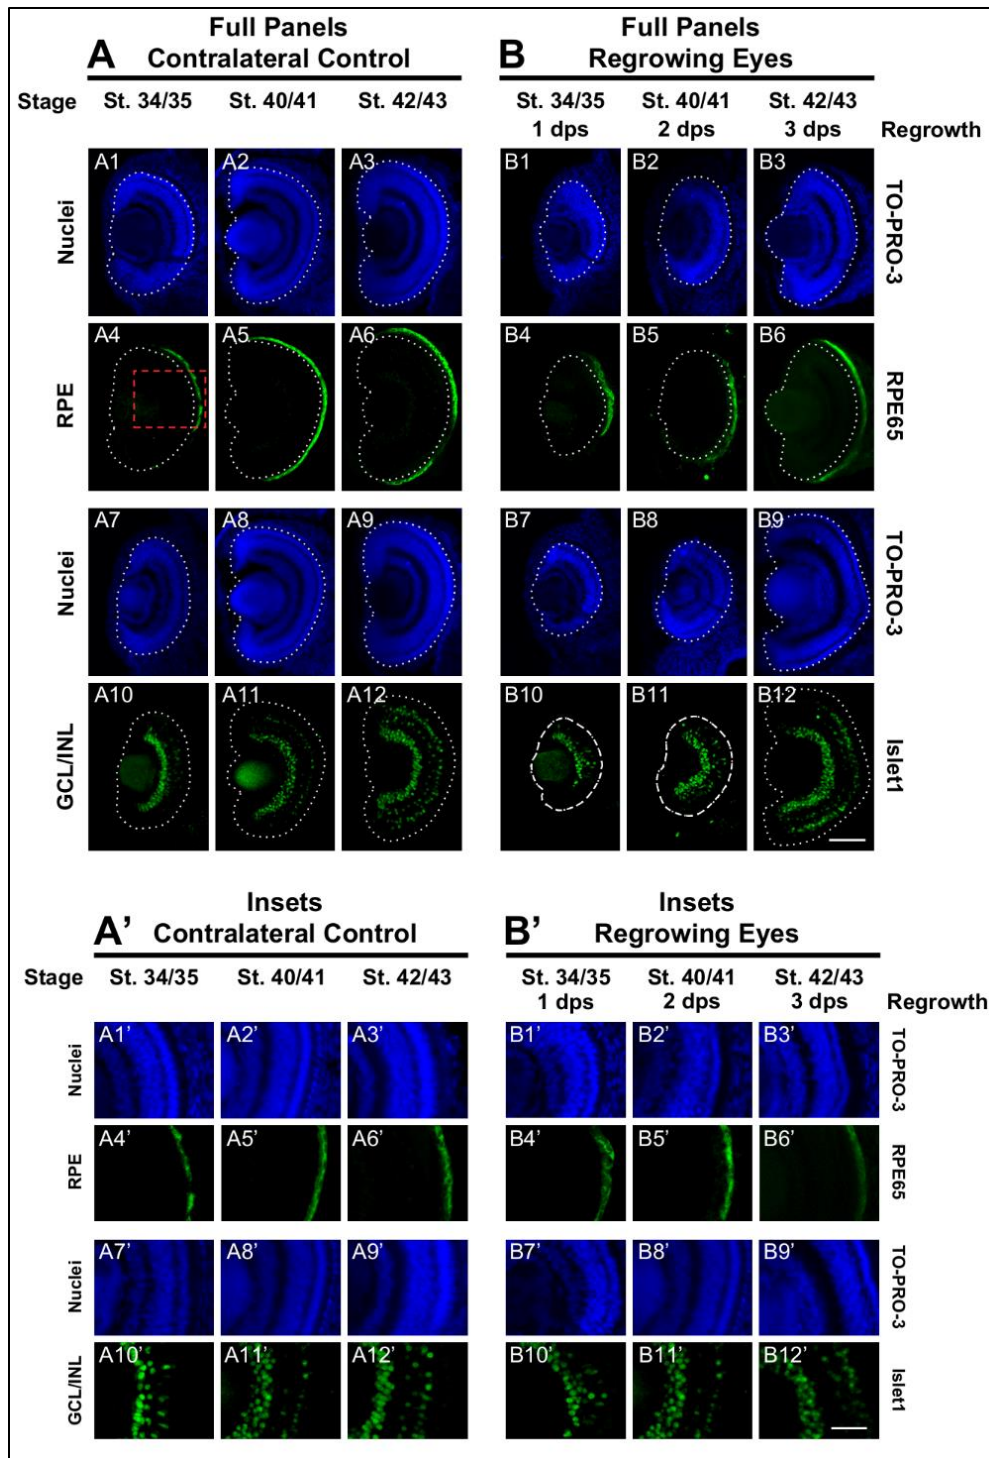 Full Panels
A Contralateral Control
Full Panels
B Regrowing Eyes
Stage St. 34/35 St. 40/41 St. 42/43
St. 34/35 St. 40/41 St. 42/43
1 dps 2 dps 3 dps Regrowth
Nuclei A1 A2 A3 B1 B2 B3 TO-PRO-3
RPE A4 A5 A6 B4 B5 B6 RPE65
Nuclei A7 A8 A9 B7 B8 B9 TO-PRO-3
GCL/INL A10 A11 A12 B10 B11 B12 Islet1
Insets
A’ Contralateral Control
Insets
B’ Regrowing Eyes
Stage St. 34/35 St. 40/41 St. 42/43
St. 34/35 St. 40/41 St. 42/43
1 dps 2 dps 3 dps Regrowth
Nuclei A1’ A2’ A3’ B1’ B2’ B3’ TO-PRO-3
RPE A4’ A5’ A6’ B4’ B5’ B6’ RPE65
Nuclei A7’ A8’ A9’ B7’ B8’ B9’ TO-PRO-3
GCL/INL A10’ A11’ A12’ B10’ B11’ B12’ Islet1